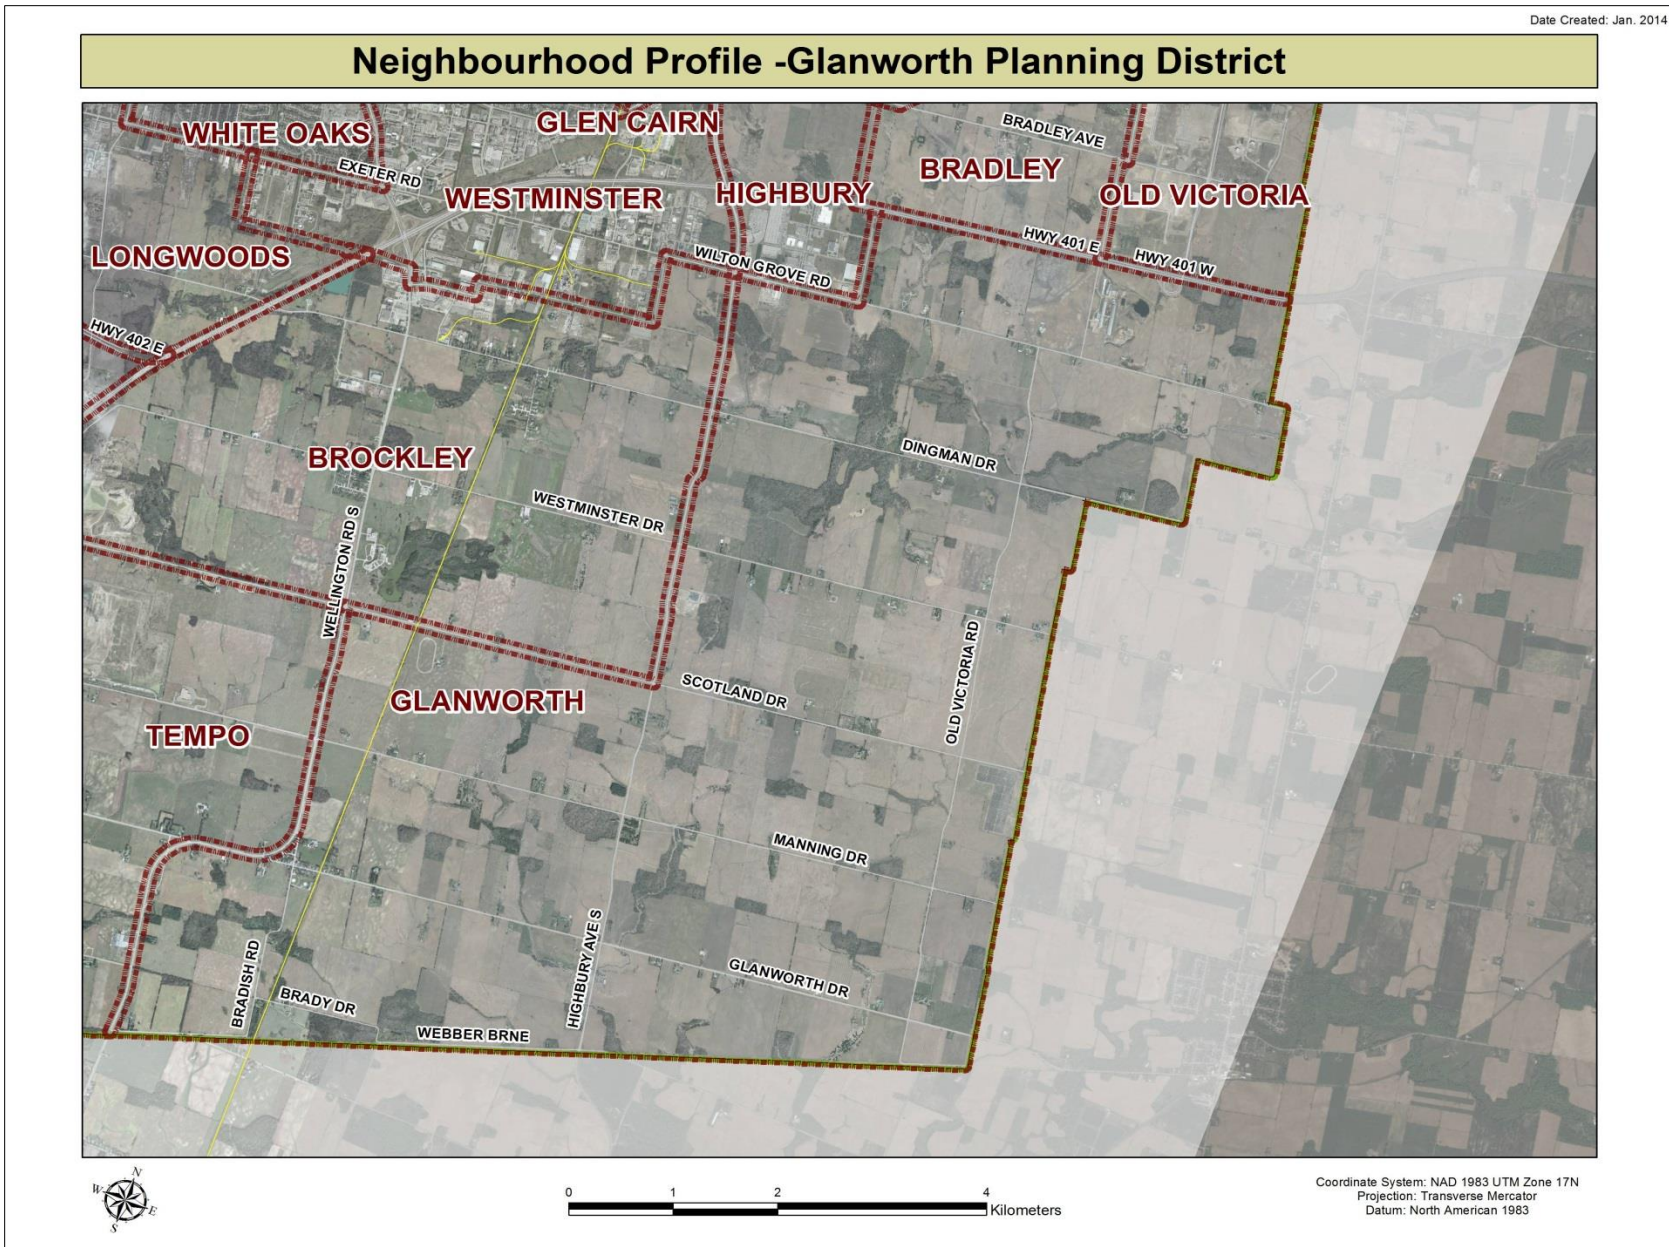 Date Created: Jan. 2014
Neighbourhood Profile -Glanworth Planning District
WHITE OAKS
GLEN CAIRN
BRADLEY AVE
EXETER RD
BRADLEY
WESTMINSTER
HIGHBURY
OLD VICTORIA
LONGWOODS
HWY 401 E
HWY 401 W
WILTON GROVE RD
HWY 402 E
BROCKLEY
DINGMAN DR
WESTMINSTER DR
WELLINGTON RD S
OLD VICTORIA RD
SCOTLAND DR
GLANWORTH
TEMPO
MANNING DR
HIGHBURY AVE S
BRADISH RD
GLANWORTH DR
BRADY DR
WEBBER BRNE
N
W
E
S
0 1 2 4
Kilometers
Coordinate System: NAD 1983 UTM Zone 17N
Projection: Transverse Mercator
Datum: North American 1983